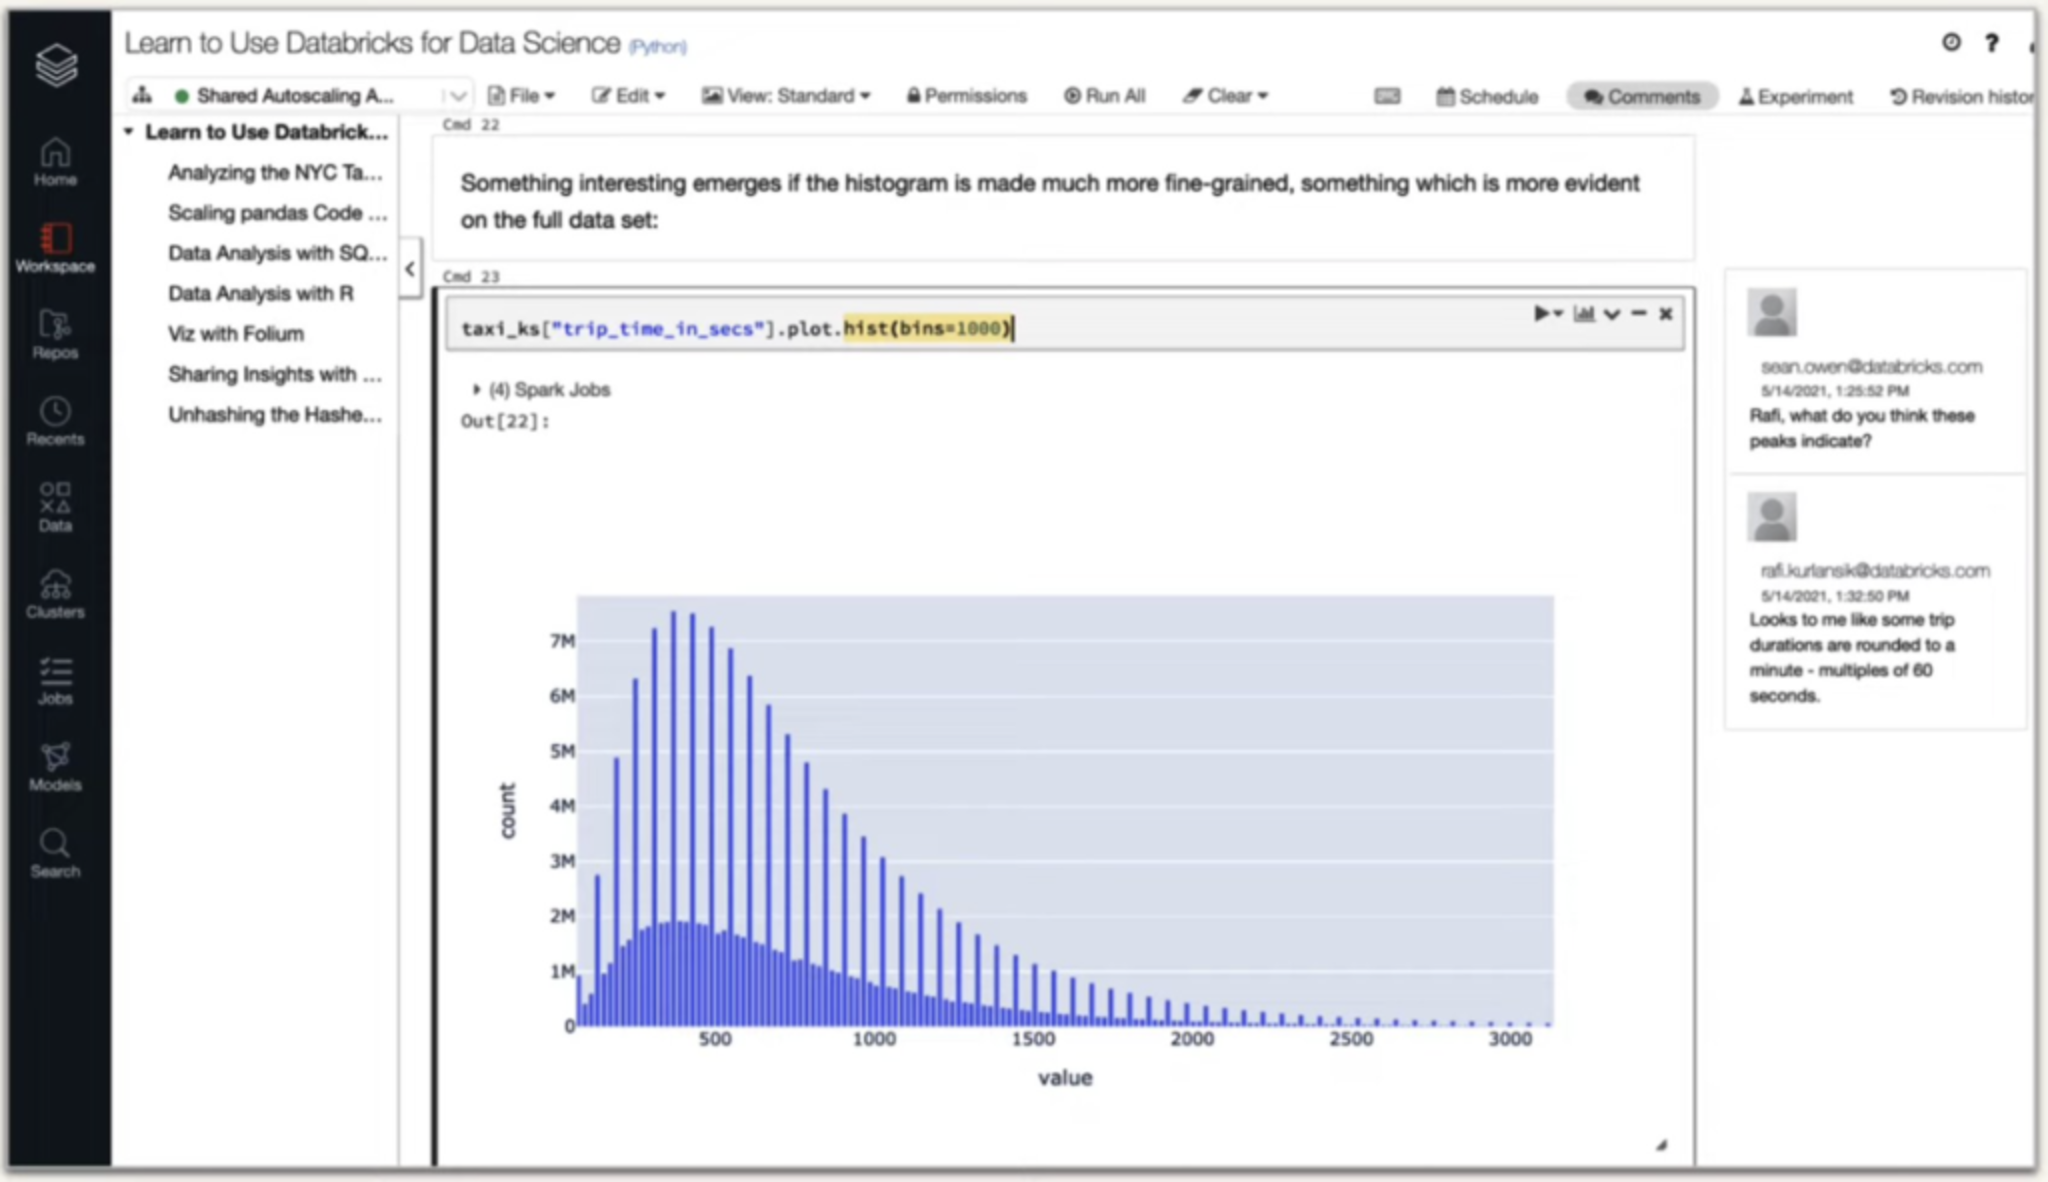 Learn to Use Databricks for Data Science (Python)
Shared Autoscaling A...
File
Edit
View: Standard
Permissions
Run All
Clear
Schedule
Comments
Experiment
Revision histor
Home
Workspace
Repos
Recents
Data
Clusters
Jobs
Models
Search
Learn to Use Databrick...
Analyzing the NYC Ta...
Scaling pandas Code ...
Data Analysis with SQ...
Data Analysis with R
Viz with Folium
Sharing Insights with ...
Unhashing the Hashe...
Cmd 22
Something interesting emerges if the histogram is made much more fine-grained, something which is more evident
on the full data set:
Cmd 23
taxi_ks["trip_time_in_secs"].plot.hist(bins=1000)
(4) Spark Jobs
Out[22]:
7M
6M
5M
4M
3M
2M
1M
0
count
500 1000 1500 2000 2500 3000
value
sean.owen@databricks.com
5/14/2021, 1:25:52 PM
Rafi, what do you think these
peaks indicate?
rafi.kurlansik@databricks.com
5/14/2021, 1:32:50 PM
Looks to me like some trip
durations are rounded to a
minute - multiples of 60
seconds.